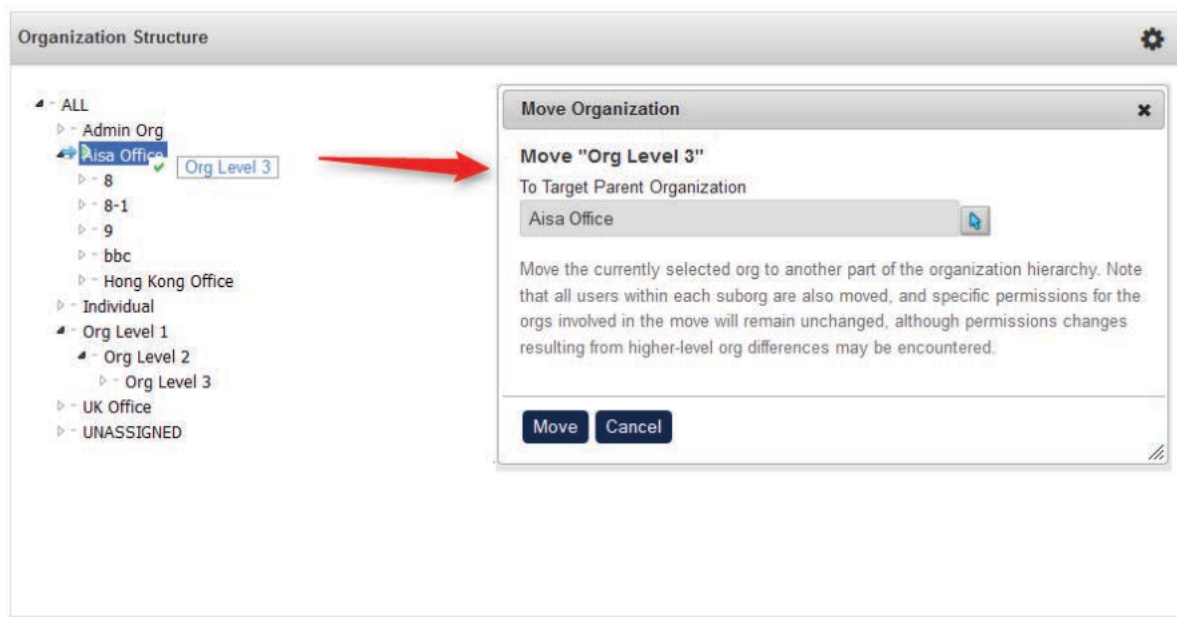 Organization Structure
ALL
Admin Org
Aisa Office
Org Level 3
8
8-1
9
bbc
Hong Kong Office
Individual
Org Level 1
Org Level 2
Org Level 3
UK Office
UNASSIGNED
Move Organization
Move "Org Level 3"
To Target Parent Organization
Aisa Office
Move the currently selected org to another part of the organization hierarchy. Note
that all users within each suborg are also moved, and specific permissions for the
orgs involved in the move will remain unchanged, although permissions changes
resulting from higher-level org differences may be encountered.
Move Cancel